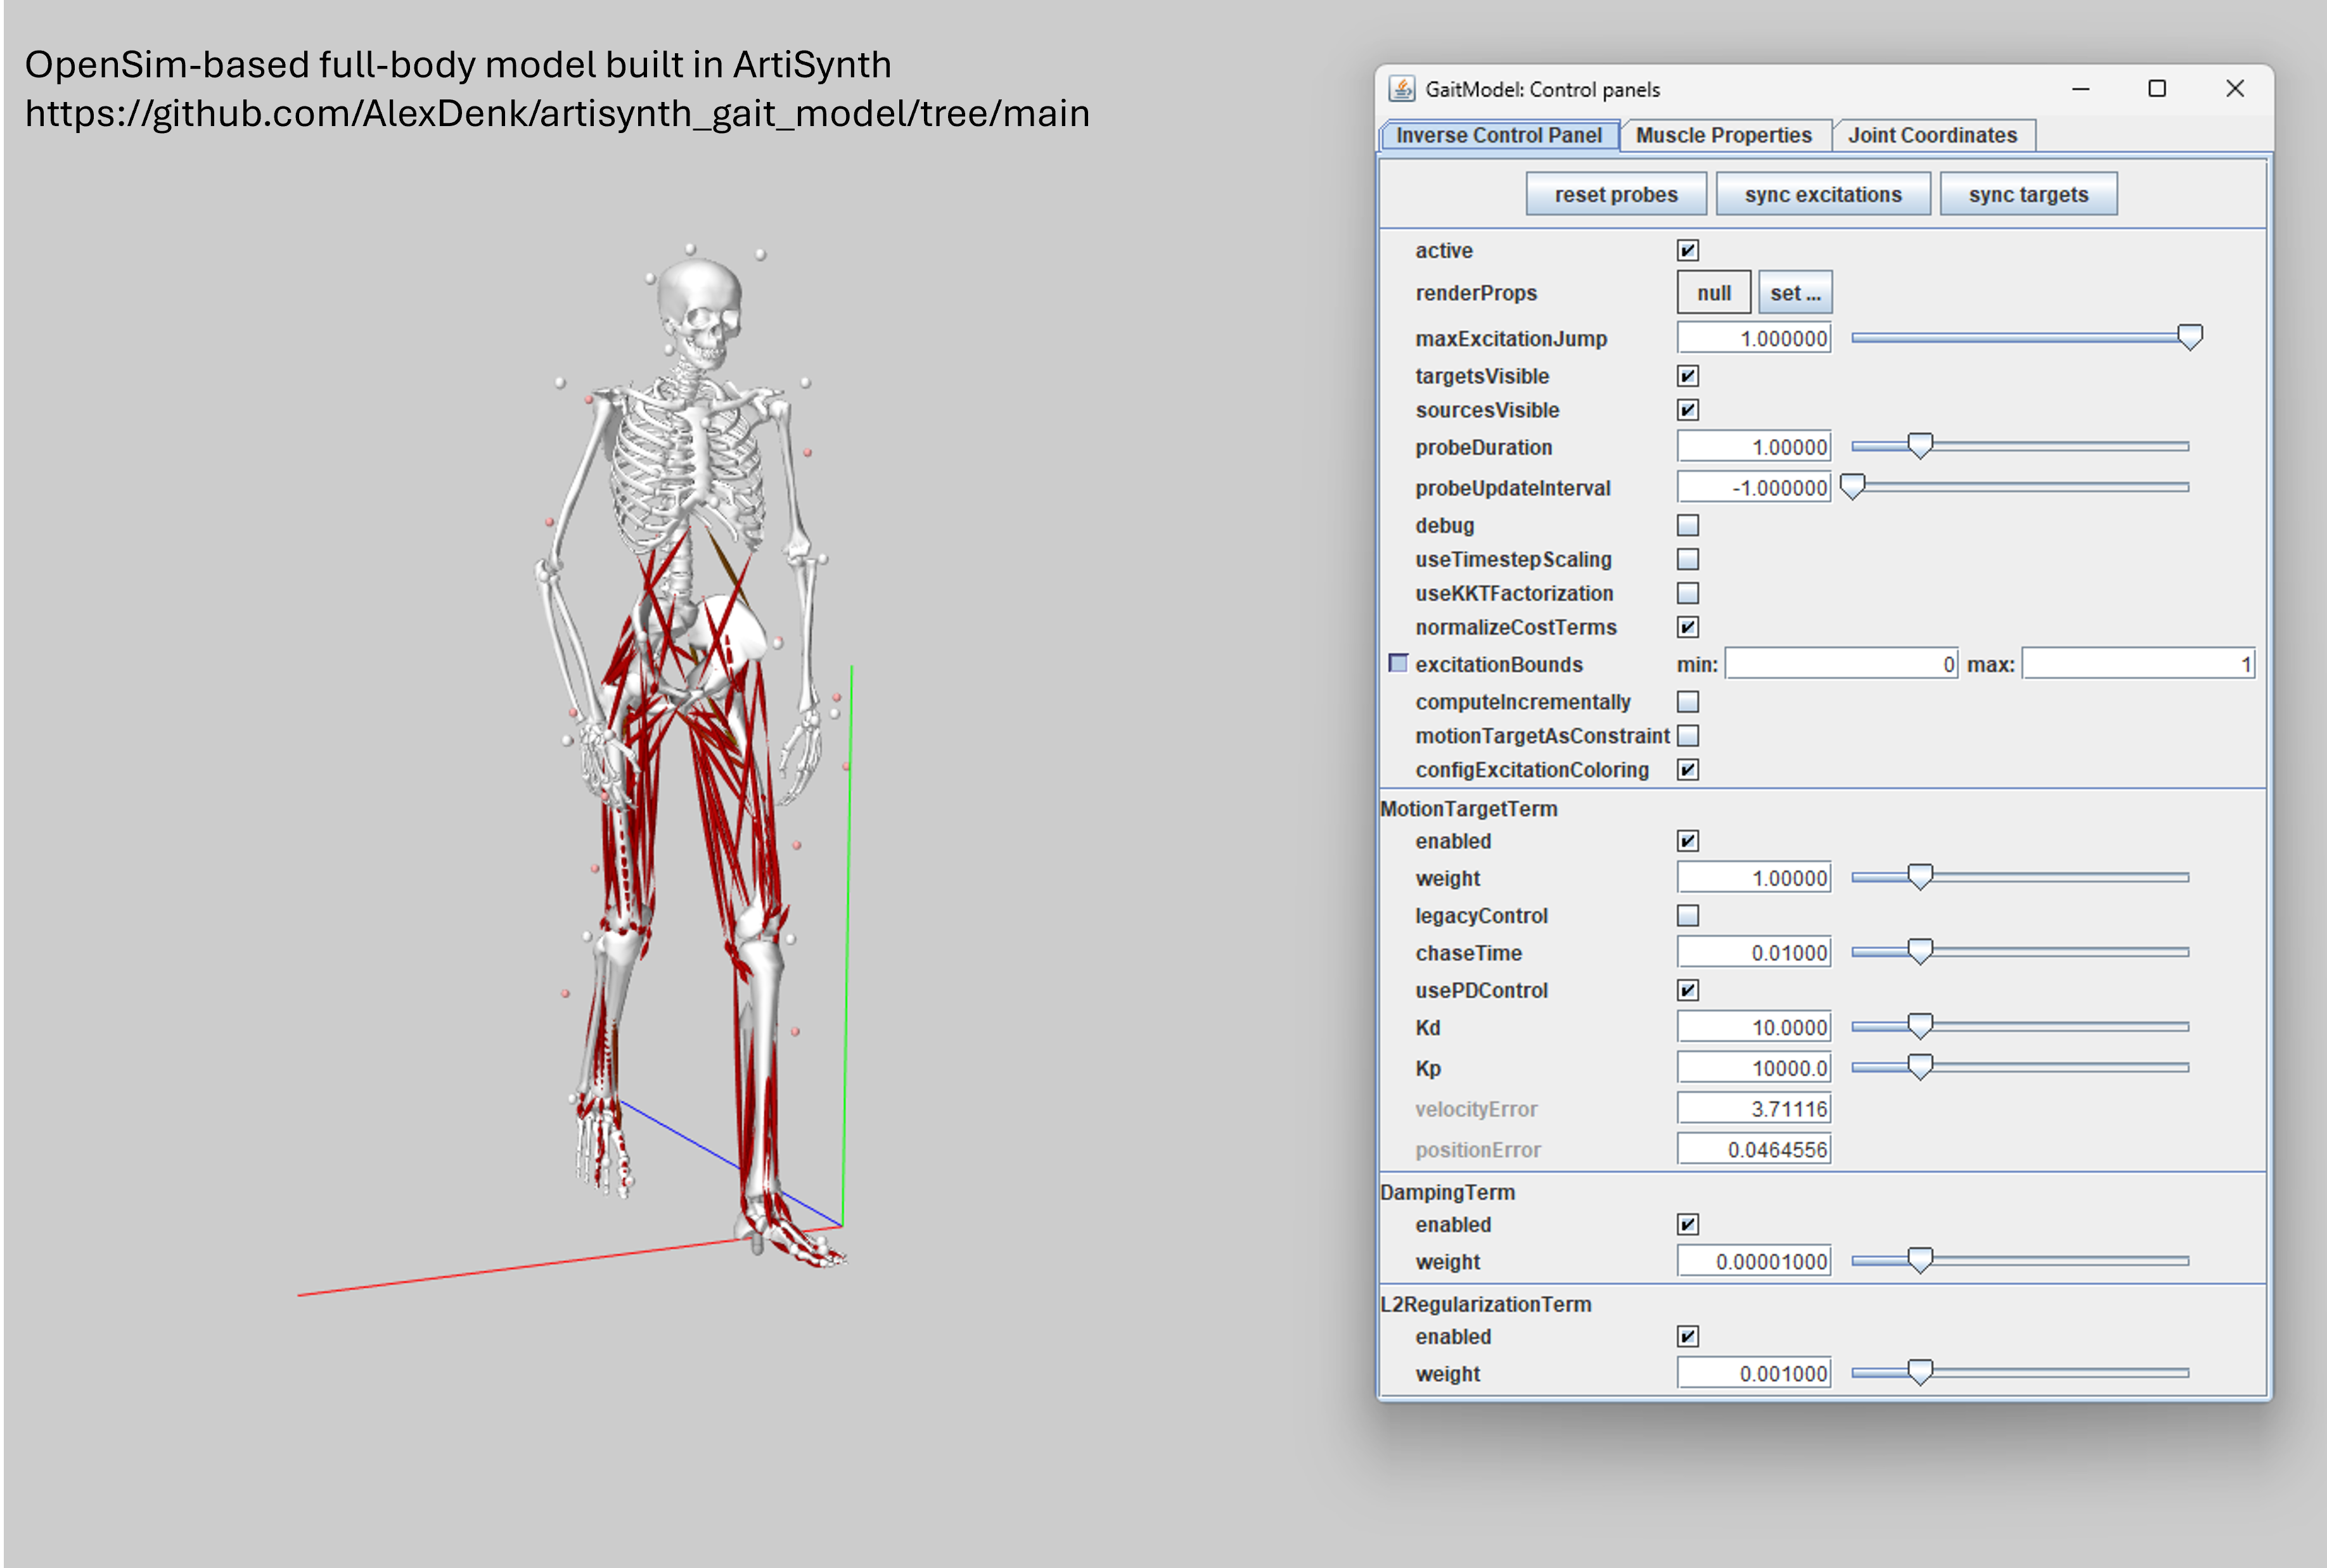 OpenSim-based full-body model built in ArtiSynth
https://github.com/AlexDenk/artisynth_gait_model/tree/main
GaitModel: Control panels
Inverse Control Panel Muscle Properties Joint Coordinates
reset probes sync excitations sync targets
active
renderProps null set ...
maxExcitationJump 1.000000
targetsVisible
sourcesVisible
probeDuration 1.00000
probeUpdateInterval -1.000000
debug
useTimestepScaling
useKKTFactorization
normalizeCostTerms
excitationBounds min: 0 max: 1
computeIncrementally
motionTargetAsConstraint
configExcitationColoring
MotionTargetTerm
enabled
weight 1.00000
legacyControl
chaseTime 0.01000
usePDControl
Kd 10.0000
Kp 10000.0
velocityError 3.71116
positionError 0.0464556
DampingTerm
enabled
weight 0.00001000
L2RegularizationTerm
enabled
weight 0.001000